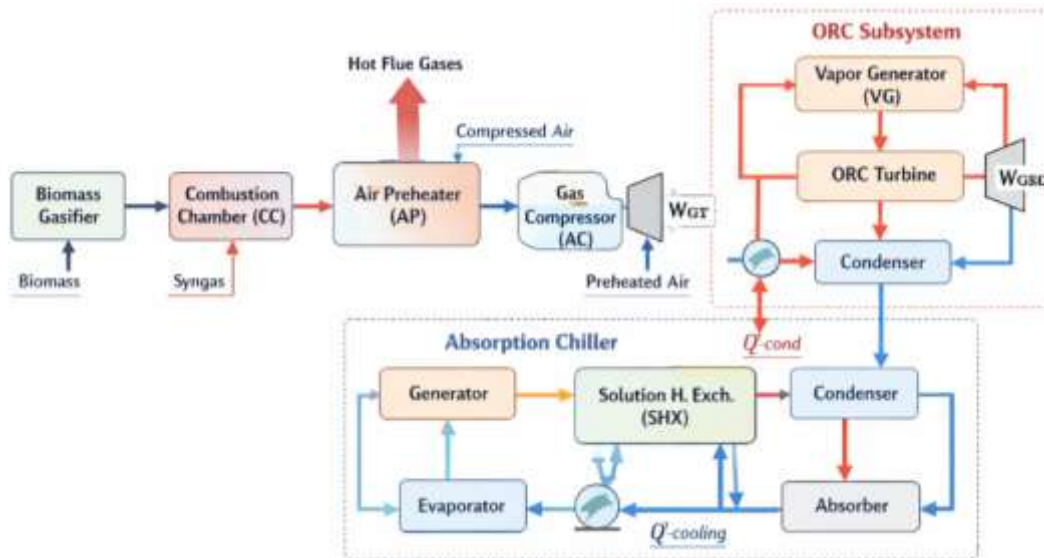 ORC Subsystem
Hot Flue Gases
Vapor Generator
(VG)
Compressed Air
Biomass
Gasifier
Combustion
Chamber (CC)
Air Preheater
(AP)
Gas
Compressor
(AC)
WGT
ORC Turbine
Biomass
Syngas
Preheated Air
Condenser
Q-cond
Absorption Chiller
Generator
Solution H. Exch.
(SHX)
Condenser
Evaporator
Absorber
Q-cooling